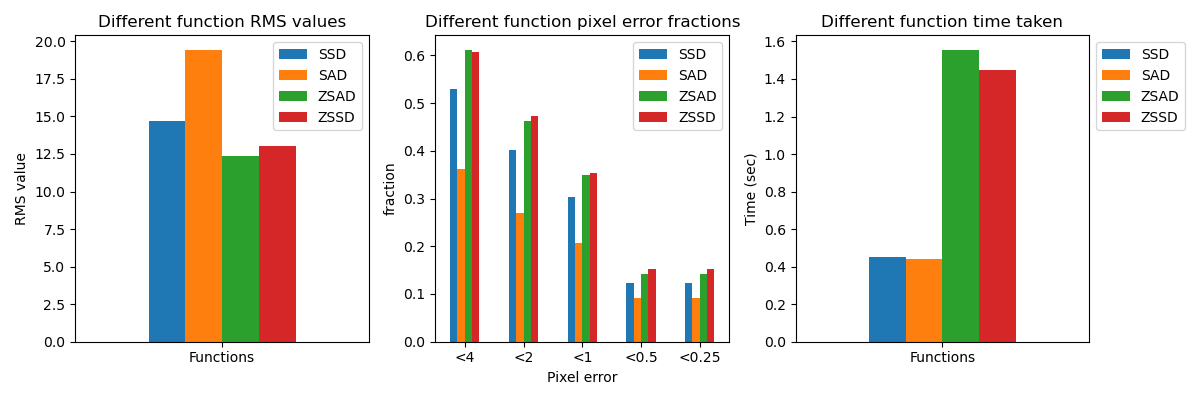 Different function RMS values
RMS value
20.0
17.5
15.0
12.5
10.0
7.5
5.0
2.5
0.0
Functions
SSD
SAD
ZSAD
ZSSD
Different function pixel error fractions
fraction
0.6
0.5
0.4
0.3
0.2
0.1
0.0
<4 <2 <1 <0.5 <0.25
Pixel error
SSD
SAD
ZSAD
ZSSD
Different function time taken
Time (sec)
1.6
1.4
1.2
1.0
0.8
0.6
0.4
0.2
0.0
Functions
SSD
SAD
ZSAD
ZSSD